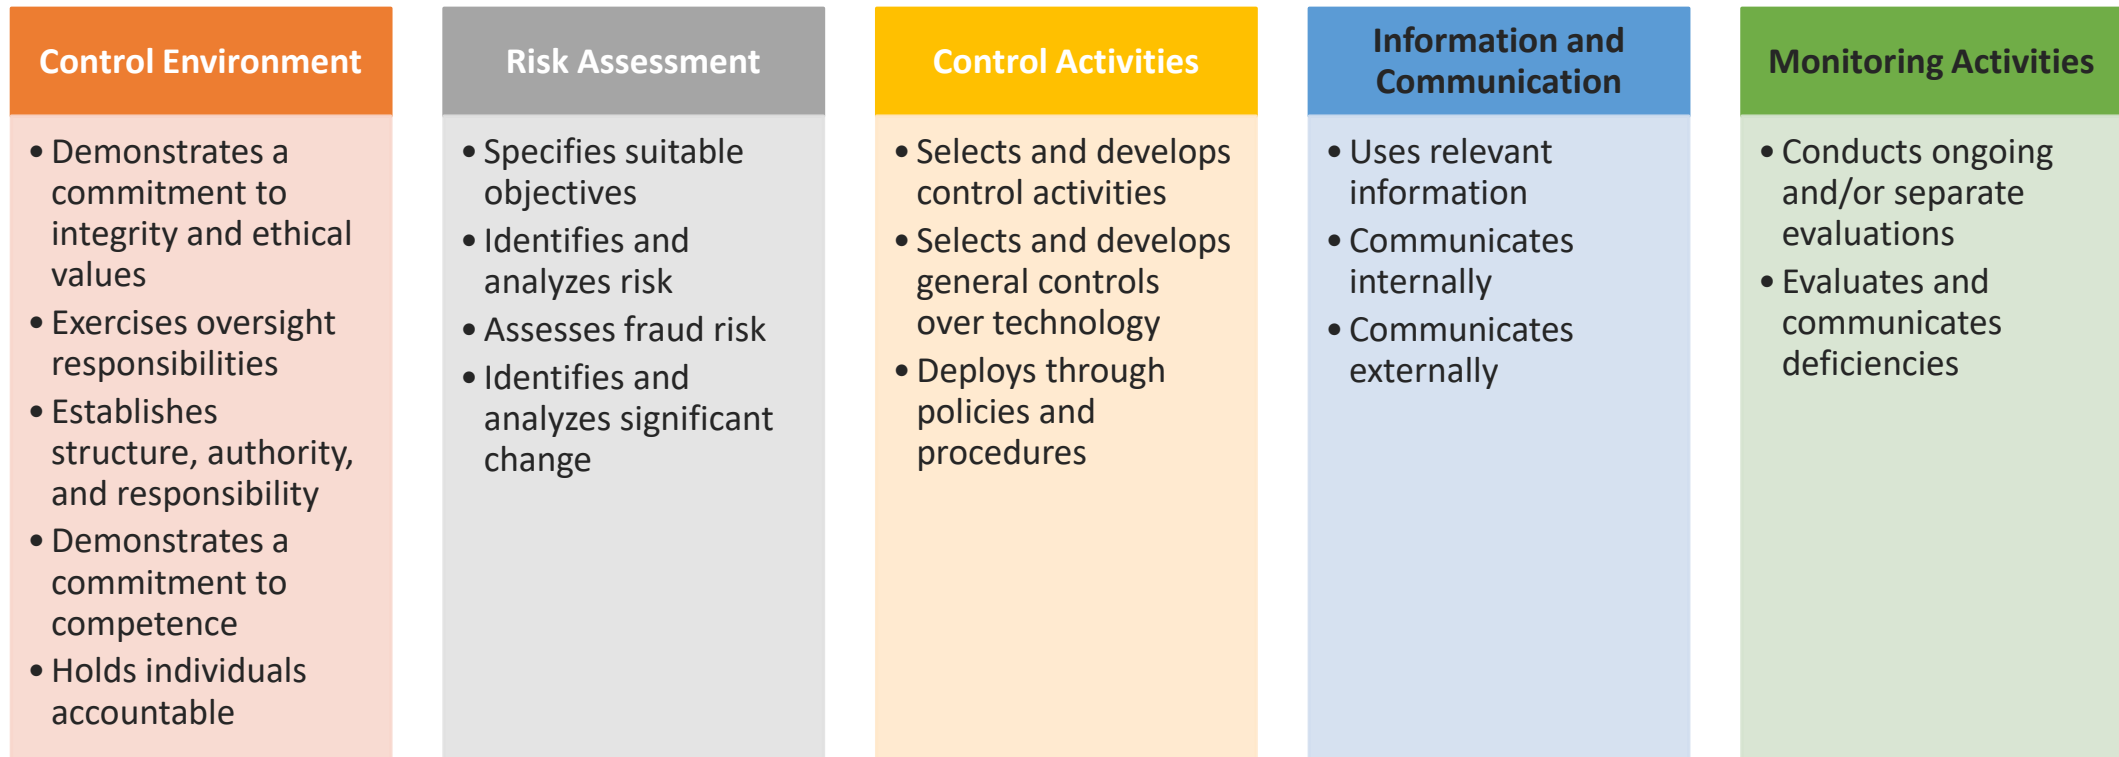 Control Environment
• Demonstrates a
commitment to
integrity and ethical
values
• Exercises oversight
responsibilities
• Establishes
structure, authority,
and responsibility
• Demonstrates a
commitment to
competence
• Holds individuals
accountable
Risk Assessment
• Specifies suitable
objectives
• Identifies and
analyzes risk
• Assesses fraud risk
• Identifies and
analyzes significant
change
Control Activities
• Selects and develops
control activities
• Selects and develops
general controls
over technology
• Deploys through
policies and
procedures
Information and
Communication
• Uses relevant
information
• Communicates
internally
• Communicates
externally
Monitoring Activities
• Conducts ongoing
and/or separate
evaluations
• Evaluates and
communicates
deficiencies